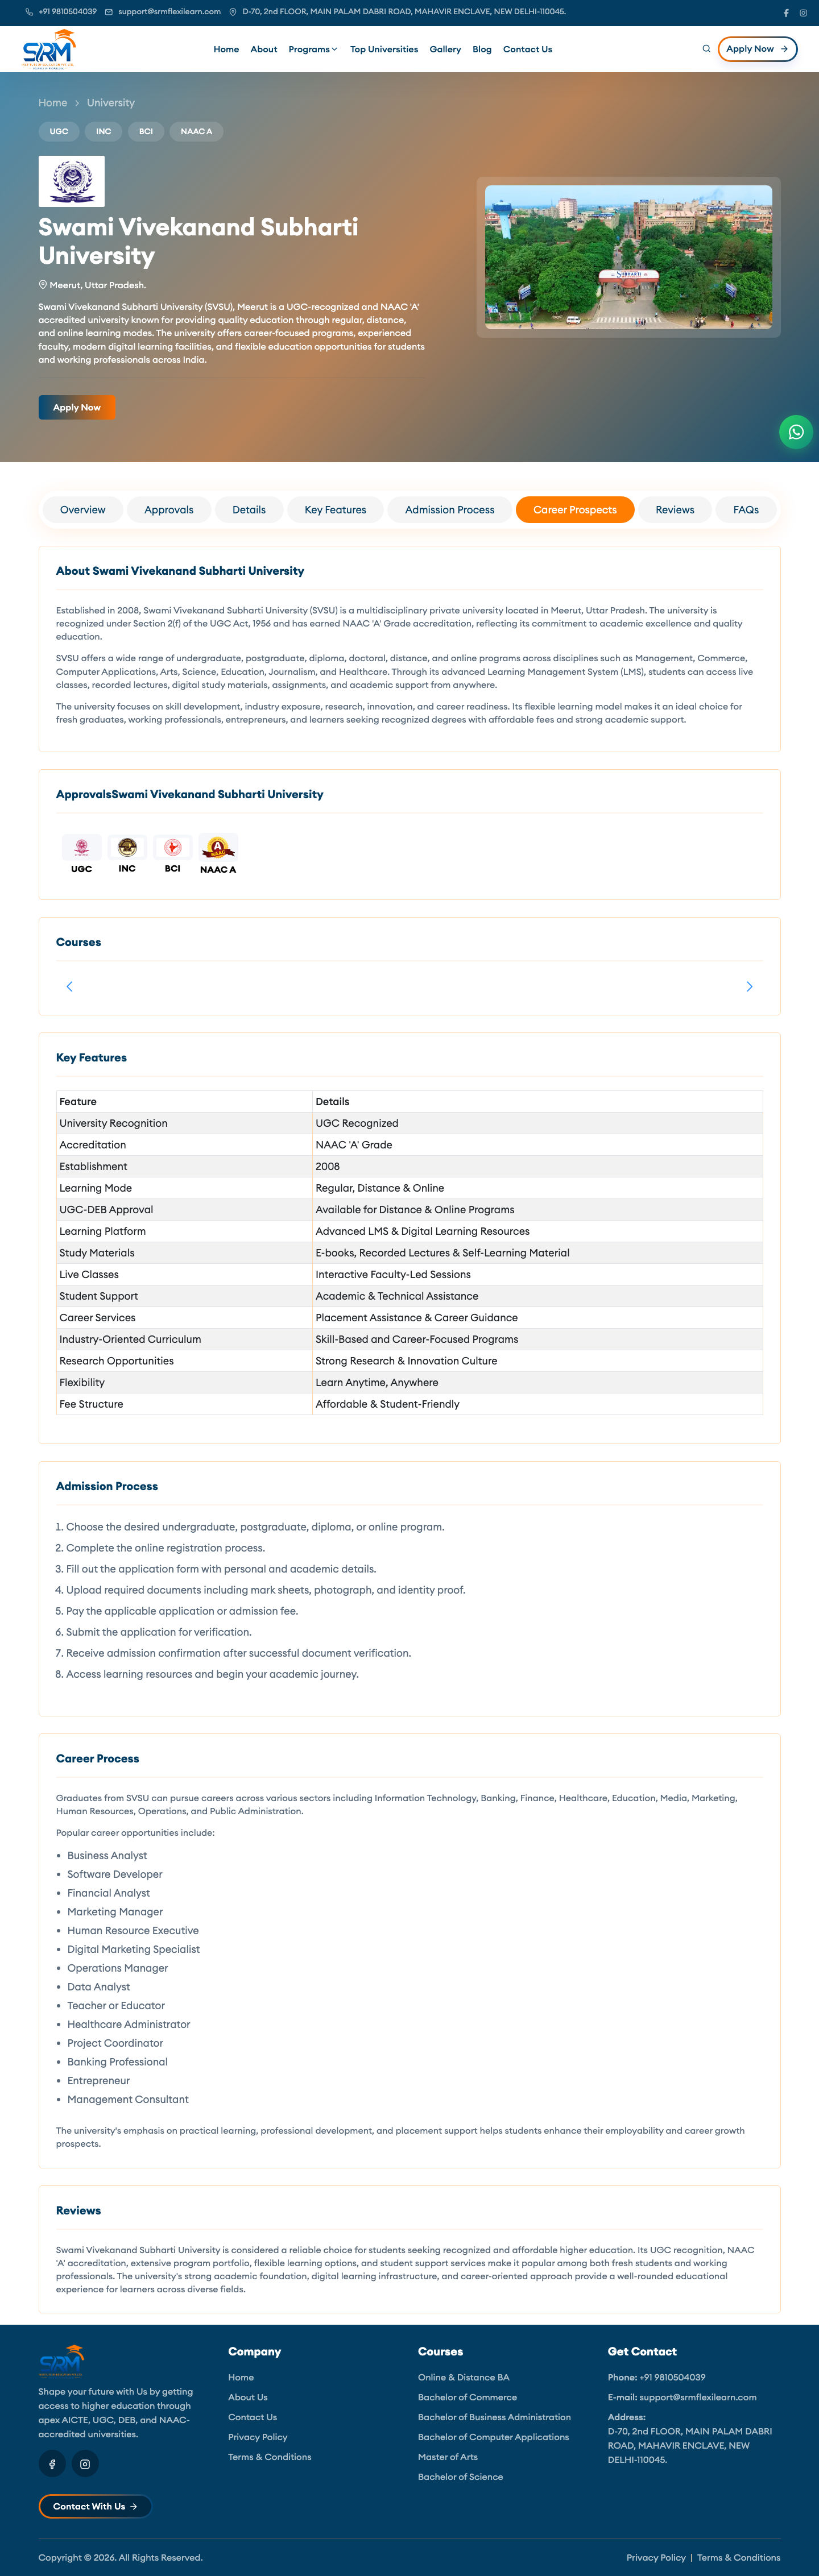 +91 9810504039 support@srmflexilearn.com D-70, 2nd FLOOR, MAIN PALAM DABRI ROAD, MAHAVIR ENCLAVE, NEW DELHI-110045.
SRM
Home About Programs Top Universities Gallery Blog Contact Us
Apply Now
Home > University
UGC INC BCI NAAC A
Swami Vivekanand Subharti
University
Meerut, Uttar Pradesh.
Swami Vivekanand Subharti University (SVSU), Meerut is a UGC-recognized and NAAC 'A'
accredited university known for providing quality education through regular, distance,
and online learning modes. The university offers career-focused programs, experienced
faculty, modern digital learning facilities, and flexible education opportunities for students
and working professionals across India.
Apply Now
SUBHARTI
Overview Approvals Details Key Features Admission Process Career Prospects Reviews FAQs
About Swami Vivekanand Subharti University
Established in 2008, Swami Vivekanand Subharti University (SVSU) is a multidisciplinary private university located in Meerut, Uttar Pradesh. The university is
recognized under Section 2(f) of the UGC Act, 1956 and has earned NAAC 'A' Grade accreditation, reflecting its commitment to academic excellence and quality
education.
SVSU offers a wide range of undergraduate, postgraduate, diploma, doctoral, distance, and online programs across disciplines such as Management, Commerce,
Computer Applications, Arts, Science, Education, Journalism, and Healthcare. Through its advanced Learning Management System (LMS), students can access live
classes, recorded lectures, digital study materials, assignments, and academic support from anywhere.
The university focuses on skill development, industry exposure, research, innovation, and career readiness. Its flexible learning model makes it an ideal choice for
fresh graduates, working professionals, entrepreneurs, and learners seeking recognized degrees with affordable fees and strong academic support.
ApprovalsSwami Vivekanand Subharti University
UGC INC BCI NAAC A
Courses
Key Features
Feature Details
University Recognition UGC Recognized
Accreditation NAAC 'A' Grade
Establishment 2008
Learning Mode Regular, Distance & Online
UGC-DEB Approval Available for Distance & Online Programs
Learning Platform Advanced LMS & Digital Learning Resources
Study Materials E-books, Recorded Lectures & Self-Learning Material
Live Classes Interactive Faculty-Led Sessions
Student Support Academic & Technical Assistance
Career Services Placement Assistance & Career Guidance
Industry-Oriented Curriculum Skill-Based and Career-Focused Programs
Research Opportunities Strong Research & Innovation Culture
Flexibility Learn Anytime, Anywhere
Fee Structure Affordable & Student-Friendly
Admission Process
1. Choose the desired undergraduate, postgraduate, diploma, or online program.
2. Complete the online registration process.
3. Fill out the application form with personal and academic details.
4. Upload required documents including mark sheets, photograph, and identity proof.
5. Pay the applicable application or admission fee.
6. Submit the application for verification.
7. Receive admission confirmation after successful document verification.
8. Access learning resources and begin your academic journey.
Career Process
Graduates from SVSU can pursue careers across various sectors including Information Technology, Banking, Finance, Healthcare, Education, Media, Marketing,
Human Resources, Operations, and Public Administration.
Popular career opportunities include:
• Business Analyst
• Software Developer
• Financial Analyst
• Marketing Manager
• Human Resource Executive
• Digital Marketing Specialist
• Operations Manager
• Data Analyst
• Teacher or Educator
• Healthcare Administrator
• Project Coordinator
• Banking Professional
• Entrepreneur
• Management Consultant
The university's emphasis on practical learning, professional development, and placement support helps students enhance their employability and career growth
prospects.
Reviews
Swami Vivekanand Subharti University is considered a reliable choice for students seeking recognized and affordable higher education. Its UGC recognition, NAAC
'A' accreditation, extensive program portfolio, flexible learning options, and student support services make it popular among both fresh students and working
professionals. The university's strong academic foundation, digital learning infrastructure, and career-oriented approach provide a well-rounded educational
experience for learners across diverse fields.
SRM
Shape your future with Us by getting
access to higher education through
apex AICTE, UGC, DEB, and NAAC-
accredited universities.
Contact With Us
Company
Home
About Us
Contact Us
Privacy Policy
Terms & Conditions
Courses
Online & Distance BA
Bachelor of Commerce
Bachelor of Business Administration
Bachelor of Computer Applications
Master of Arts
Bachelor of Science
Get Contact
Phone: +91 9810504039
E-mail: support@srmflexilearn.com
Address:
D-70, 2nd FLOOR, MAIN PALAM DABRI
ROAD, MAHAVIR ENCLAVE, NEW
DELHI-110045.
Copyright © 2026. All Rights Reserved.
Privacy Policy | Terms & Conditions